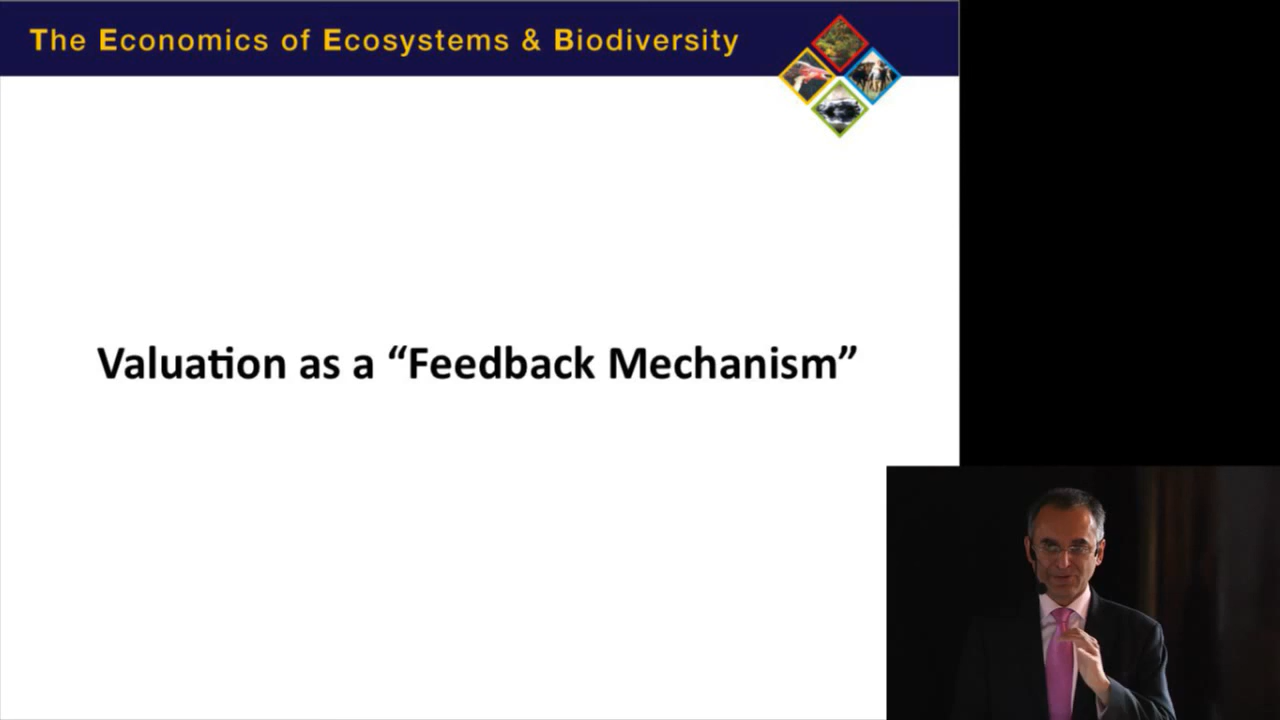 The Economics of Ecosystems & Biodiversity
Valuation as a “Feedback Mechanism”